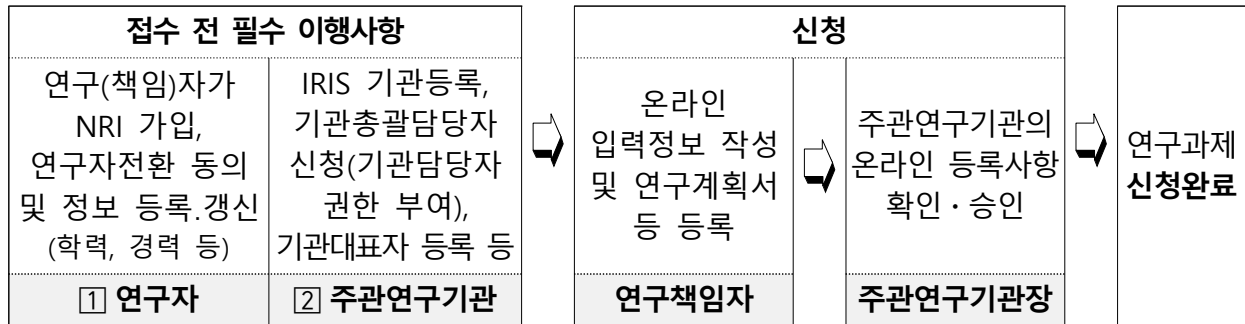 접수 전 필수 이행사항
연구(책임)자가
NRI 가입,
연구자전환 동의
및 정보 등록.갱신
(학력, 경력 등)
1 연구자
IRIS 기관등록,
기관총괄담당자
신청(기관담당자
권한 부여),
기관대표자 등록 등
2 주관연구기관
신청
온라인
입력정보 작성
및 연구계획서
등 등록
연구책임자
주관연구기관의
온라인 등록사항
확인・승인
주관연구기관장
연구과제
신청완료